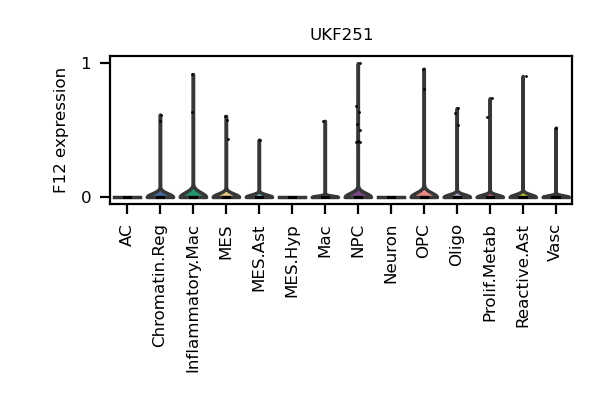 UKF251
F12 expression
1
0
AC
Chromatin.Reg
Inflammatory.Mac
MES
MES.Ast
MES.Hyp
Mac
NPC
Neuron
OPC
Oligo
Prolif.Metab
Reactive.Ast
Vasc